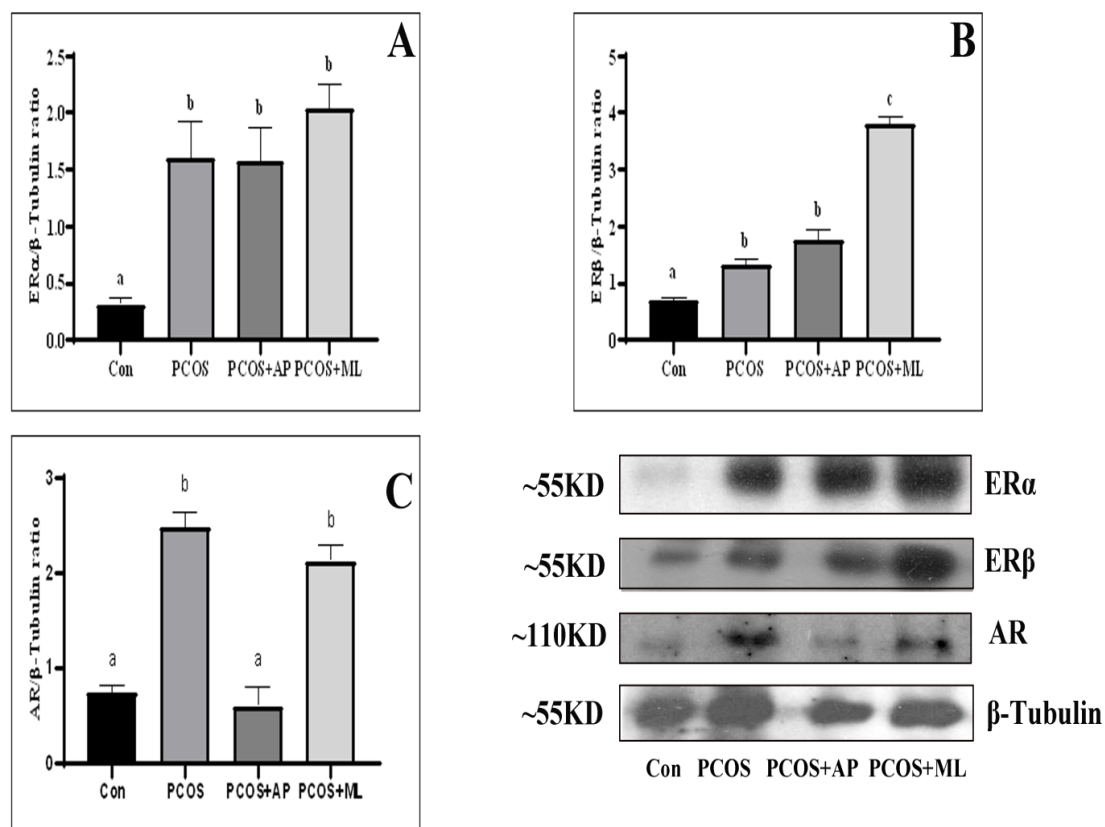 A
ERα/β-Tubulin ratio
2.5
2.0
1.5
1.0
0.5
0.0
a
b
b
b
Con
PCOS
PCOS+AP
PCOS+ML
B
ERβ/β-Tubulin ratio
5
4
3
2
1
0
a
b
b
c
Con
PCOS
PCOS+AP
PCOS+ML
C
AR/β-Tubulin ratio
3
2
1
0
a
b
a
b
Con
PCOS
PCOS+AP
PCOS+ML
~55KD ERα
~55KD ERβ
~110KD AR
~55KD β-Tubulin
Con PCOS PCOS+AP PCOS+ML